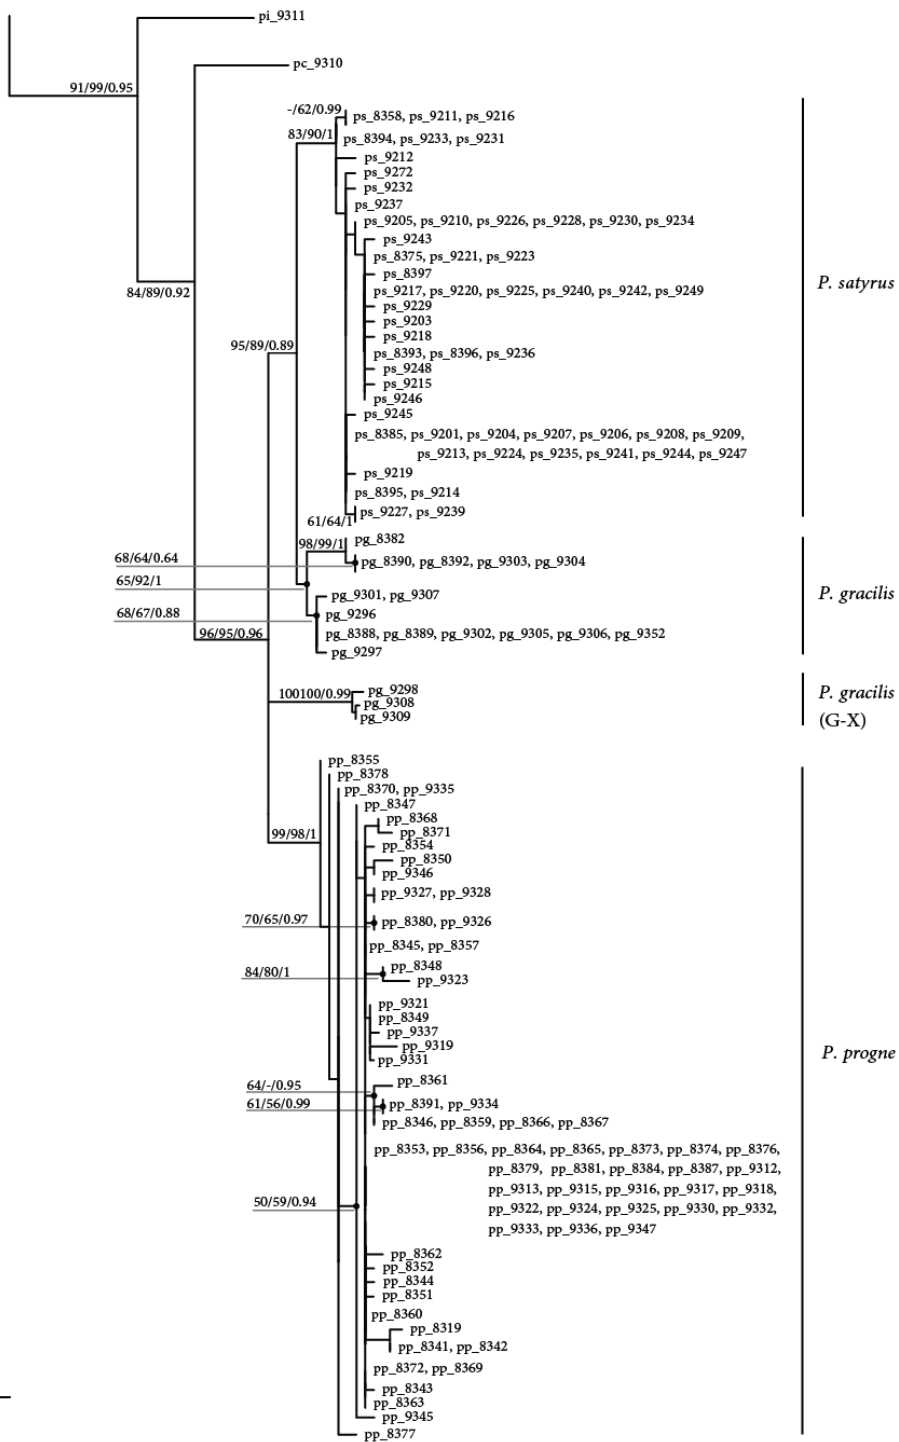 pi_9311
pc_9310
91/99/0.95
-/62/0.99
ps_8358, ps_9211, ps_9216
83/90/1
ps_8394, ps_9233, ps_9231
ps_9212
ps_9272
ps_9232
ps_9237
ps_9205, ps_9210, ps_9226, ps_9228, ps_9230, ps_9234
ps_9243
ps_8375, ps_9221, ps_9223
ps_8397
P. satyrus
84/89/0.92
ps_9217, ps_9220, ps_9225, ps_9240, ps_9242, ps_9249
ps_9229
ps_9203
ps_9218
95/89/0.89
ps_8393, ps_8396, ps_9236
ps_9248
ps_9215
ps_9246
ps_9245
ps_8385, ps_9201, ps_9204, ps_9207, ps_9206, ps_9208, ps_9209,
ps_9213, ps_9224, ps_9235, ps_9241, ps_9244, ps_9247
ps_9219
ps_8395, ps_9214
ps_9227, ps_9239
61/64/1
pg_8382
98/99/1
68/64/0.64
pg_8390, pg_8392, pg_9303, pg_9304
65/92/1
P. gracilis
pg_9301, pg_9307
68/67/0.88
pg_9296
96/95/0.96
pg_8388, pg_8389, pg_9302, pg_9305, pg_9306, pg_9352
pg_9297
100100/0.99
pg_9298
P. gracilis
pg_9308
pg_9309
(G-X)
pp_8355
pp_8378
pp_8370, pp_9335
pp_8347
pp_8368
99/98/1
pp_8371
pp_8354
pp_8350
pp_9346
pp_9327, pp_9328
70/65/0.97
pp_8380, pp_9326
pp_8345, pp_8357
84/80/1
pp_8348
pp_9323
pp_9321
pp_8349
pp_9337
pp_9319
pp_9331
P. progne
64/-/0.95
pp_8361
61/56/0.99
pp_8391, pp_9334
pp_8346, pp_8359, pp_8366, pp_8367
pp_8353, pp_8356, pp_8364, pp_8365, pp_8373, pp_8374, pp_8376,
pp_8379, pp_8381, pp_8384, pp_8387, pp_9312,
pp_9313, pp_9315, pp_9316, pp_9317, pp_9318,
50/59/0.94
pp_9322, pp_9324, pp_9325, pp_9330, pp_9332,
pp_9333, pp_9336, pp_9347
pp_8362
pp_8352
pp_8344
pp_8351
pp_8360
pp_8319
pp_8341, pp_8342
pp_8372, pp_8369
pp_8343
pp_8363
pp_9345
pp_8377